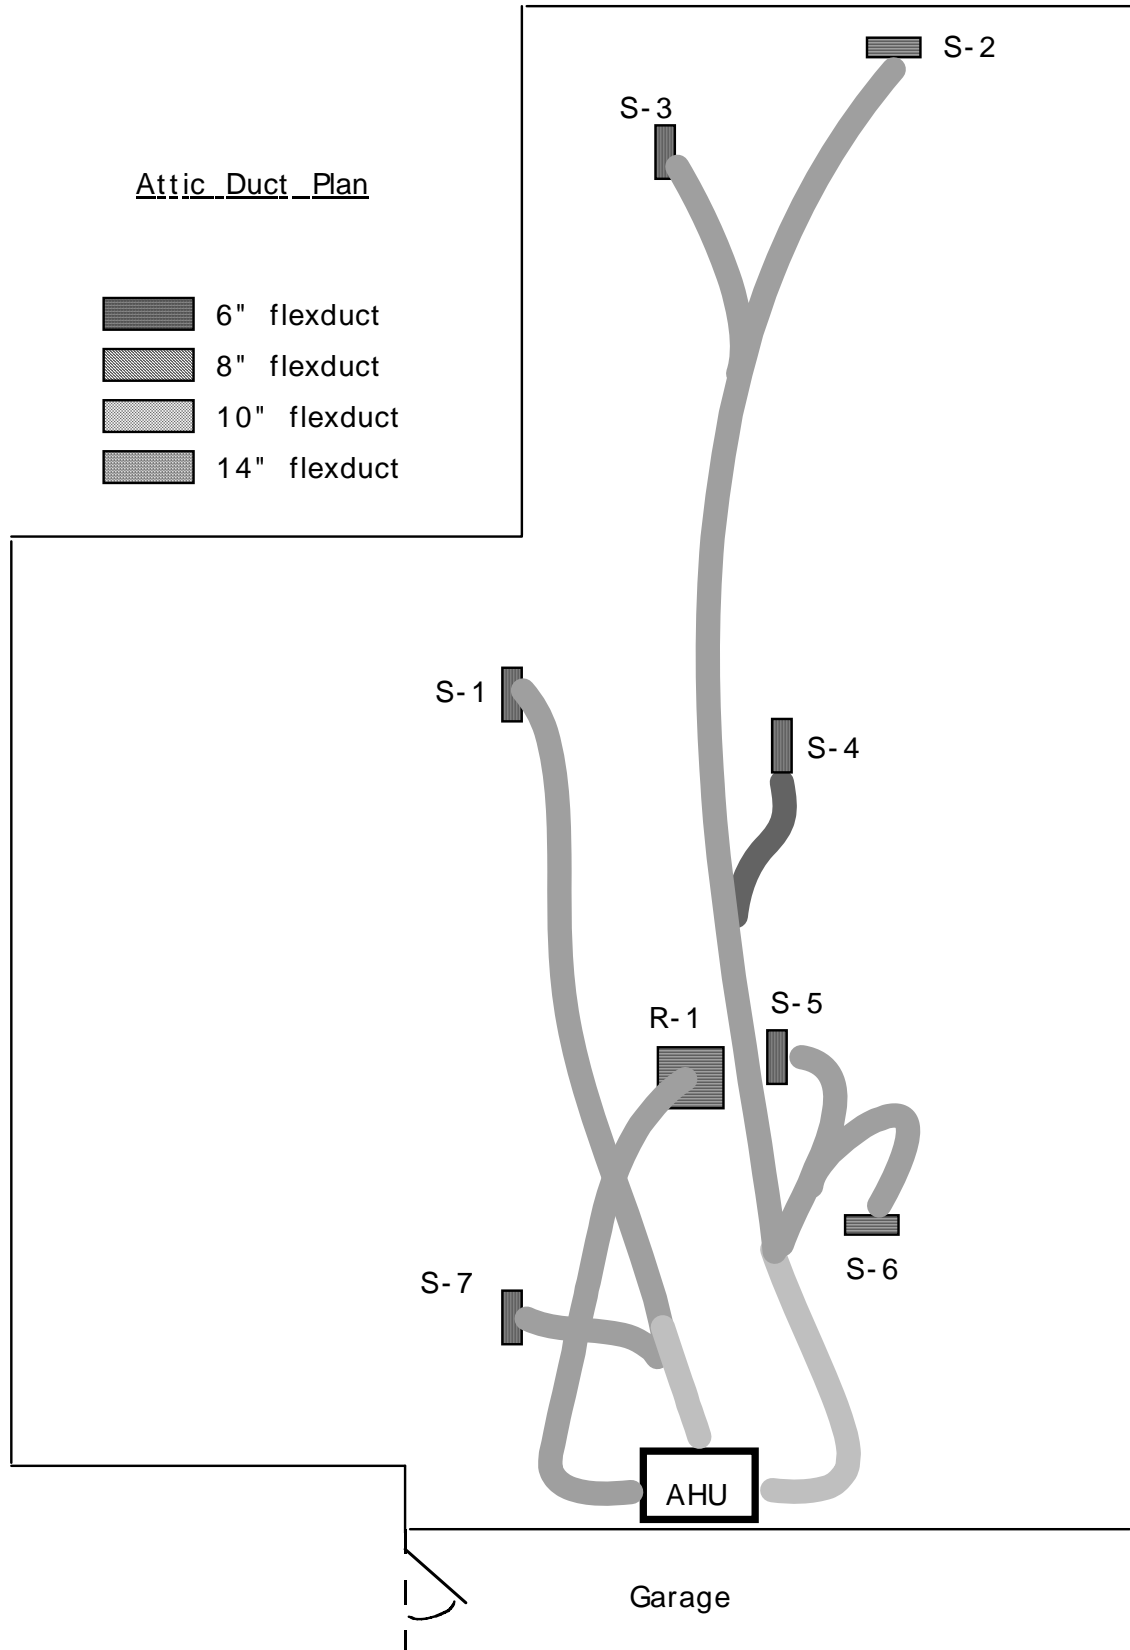 S-2
S-3
Attic Duct Plan
6" flexduct
8" flexduct
10" flexduct
14" flexduct
S-1
S-4
S-5
R-1
S-6
S-7
AHU
Garage